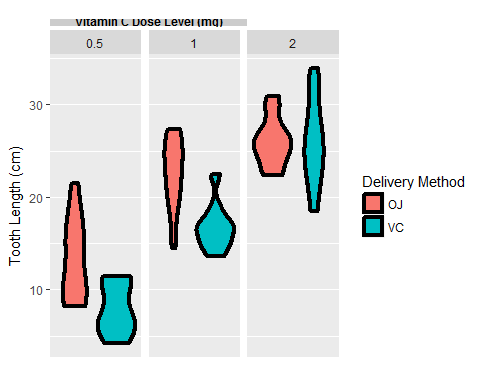 Vitamin C Dose Level (mg)
0.5 1 2
30
20
10
Tooth Length (cm)
Delivery Method
OJ
VC